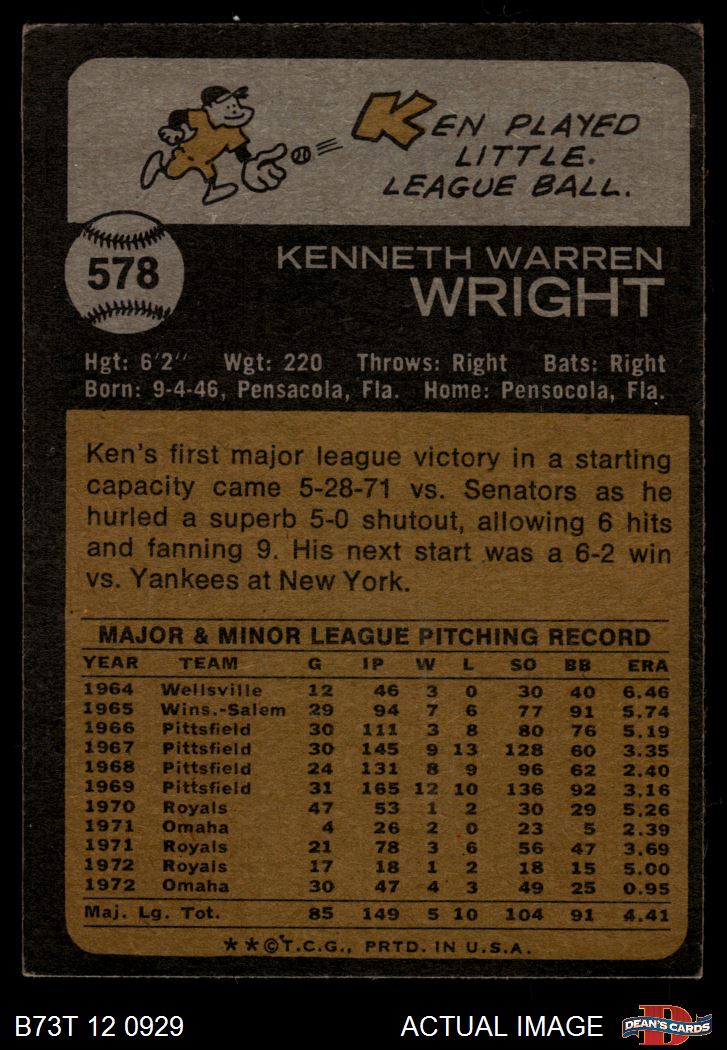 KEN PLAYED
LITTLE.
LEAGUE BALL.
578
KENNETH WARREN
WRIGHT
Hgt: 6'2" Wgt: 220 Throws: Right Bats: Right
Born: 9-4-46, Pensacola, Fla. Home: Pensocola, Fla.
Ken's first major league victory in a starting
capacity came 5-28-71 vs. Senators as he
hurled a superb 5-0 shutout, allowing 6 hits
and fanning 9. His next start was a 6-2 win
vs. Yankees at New York.
MAJOR & MINOR LEAGUE PITCHING RECORD
YEAR TEAM G IP W L SO BB ERA
1964 Wellsville 12 46 3 0 30 40 6.46
1965 Wins.-Salem 29 94 7 6 77 91 5.74
1966 Pittsfield 30 111 3 8 80 76 5.19
1967 Pittsfield 30 145 9 13 128 60 3.35
1968 Pittsfield 24 131 8 9 96 62 2.40
1969 Pittsfield 31 165 12 10 136 92 3.16
1970 Royals 47 53 1 2 30 29 5.26
1971 Omaha 4 26 2 0 23 5 2.39
1971 Royals 21 78 3 6 56 47 3.69
1972 Royals 17 18 1 2 18 15 5.00
1972 Omaha 30 47 4 3 49 25 0.95
Maj. Lg. Tot. 85 149 5 10 104 91 4.41
★★©T.C.G., PRTD. IN U.S.A.
B73T 12 0929 ACTUAL IMAGE D DEAN'S CARDS